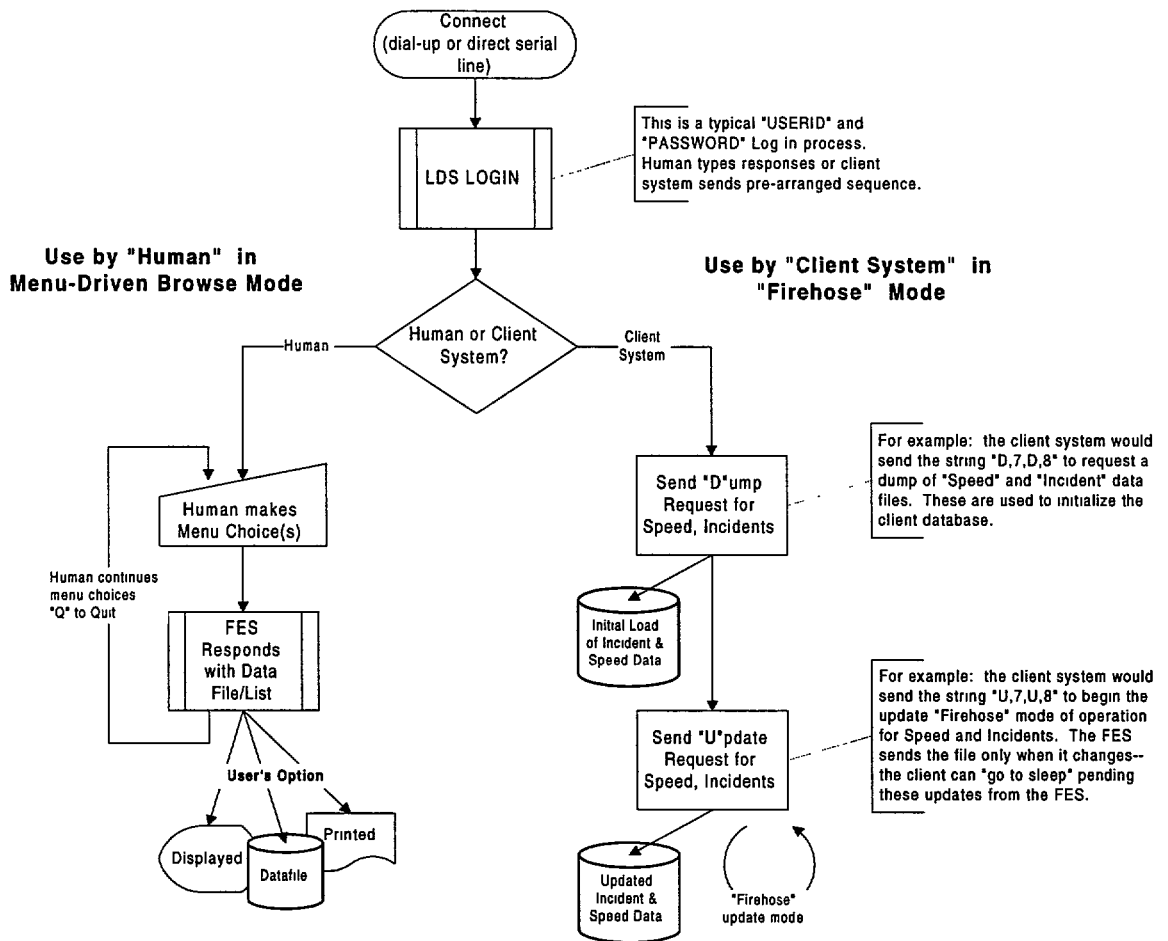 Connect
(dial-up or direct serial
line)
LDS LOGIN
This is a typical "USERID" and
"PASSWORD" Log in process.
Human types responses or client
system sends pre-arranged sequence.
Use by "Human" in
Menu-Driven Browse Mode
Use by "Client System" in
"Firehose" Mode
Human or Client
System?
Human
Client
System
Human makes
Menu Choice(s)
Human continues
menu choices
"Q" to Quit
FES
Responds
with Data
File/List
User's Option
Displayed
Datafile
Printed
Send "D"ump
Request for
Speed, Incidents
For example: the client system would
send the string "D,7,D,8" to request a
dump of "Speed" and "Incident" data
files. These are used to initialize the
client database.
Initial Load
of Incident &
Speed Data
Send "U"pdate
Request for
Speed, Incidents
For example: the client system would
send the string "U,7,U,8" to begin the
update "Firehose" mode of operation
for Speed and Incidents. The FES
sends the file only when it changes--
the client can "go to sleep" pending
these updates from the FES.
Updated
Incident &
Speed Data
"Firehose"
update mode